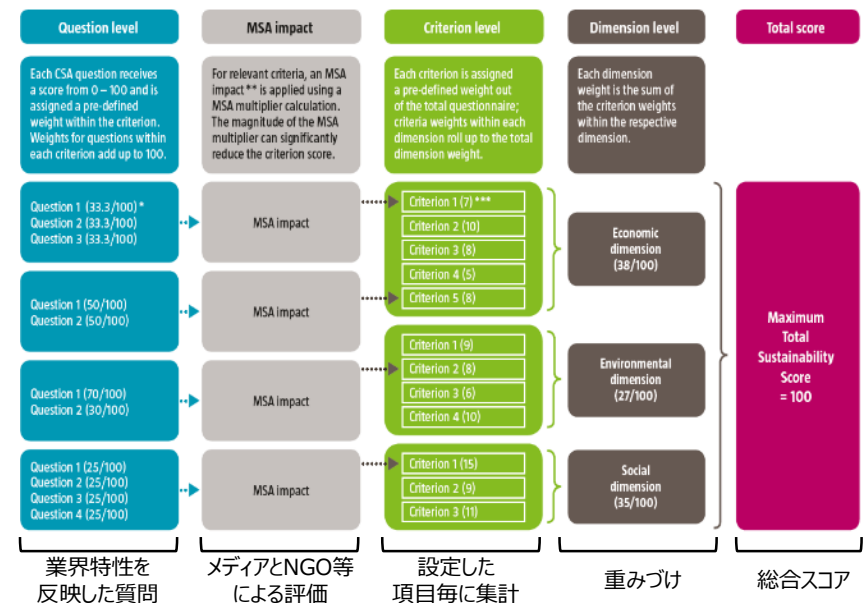 Question level
MSA impact
Criterion level
Dimension level
Total score
Each CSA question receives
a score from 0 – 100 and is
assigned a pre-defined
weight within the criterion.
Weights for questions within
each criterion add up to 100.
For relevant criteria, an MSA
impact** is applied using a
MSA multiplier calculation.
The magnitude of the MSA
multiplier can significantly
reduce the criterion score.
Each criterion is assigned
a pre-defined weight out
of the total questionnaire;
criteria weights within each
dimension roll up to the total
dimension weight.
Each dimension
weight is the sum of
the criterion weights
within the respective
dimension.
Question 1 (33.3/100)*
Question 2 (33.3/100)
Question 3 (33.3/100)
MSA impact
Criterion 1 (7)***
Criterion 2 (10)
Criterion 3 (8)
Criterion 4 (5)
Criterion 5 (8)
Economic
dimension
(38/100)
Question 1 (50/100)
Question 2 (50/100)
MSA impact
Question 1 (70/100)
Question 2 (30/100)
MSA impact
Criterion 1 (9)
Criterion 2 (8)
Criterion 3 (6)
Criterion 4 (10)
Environmental
dimension
(27/100)
Question 1 (25/100)
Question 2 (25/100)
Question 3 (25/100)
Question 4 (25/100)
MSA impact
Criterion 1 (15)
Criterion 2 (9)
Criterion 3 (11)
Social
dimension
(35/100)
Maximum
Total
Sustainability
Score
= 100
業界特性を
反映した質問
メディアとNGO等
による評価
設定した
項目毎に集計
重みづけ
総合スコア